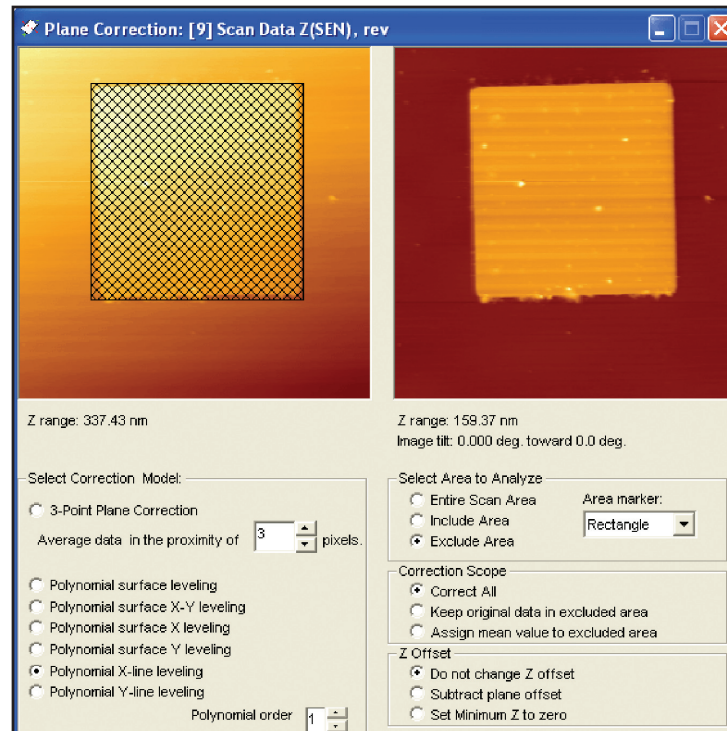 Plane Correction: [9] Scan Data Z(SEN), rev
Z range: 337.43 nm
Z range: 159.37 nm
Image tilt: 0.000 deg. toward 0.0 deg.
Select Correction Model:
3-Point Plane Correction
Average data in the proximity of 3 pixels.
Polynomial surface leveling
Polynomial surface X-Y leveling
Polynomial surface X leveling
Polynomial surface Y leveling
Polynomial X-line leveling
Polynomial Y-line leveling
Polynomial order 1
Select Area to Analyze
Entire Scan Area
Include Area
Exclude Area
Area marker:
Rectangle
Correction Scope
Correct All
Keep original data in excluded area
Assign mean value to excluded area
Z Offset
Do not change Z offset
Subtract plane offset
Set Minimum Z to zero